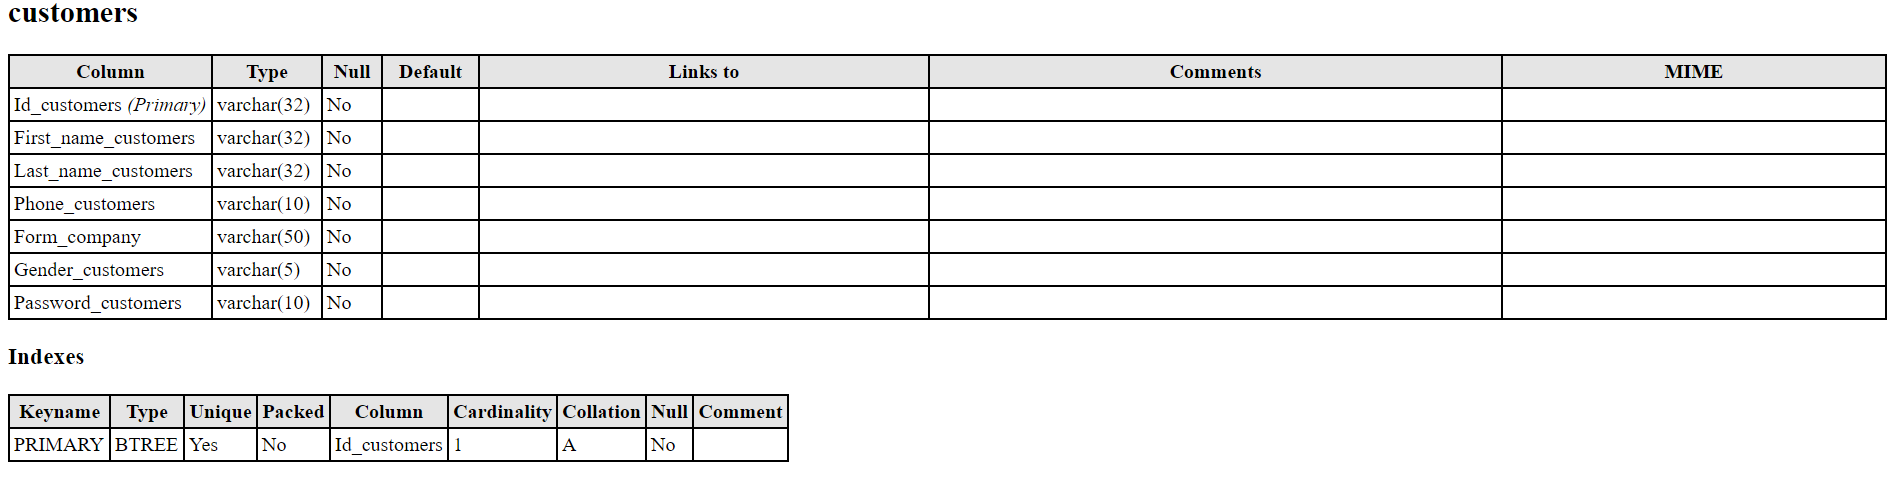 customers
Column Type Null Default Links to Comments MIME
Id_customers (Primary) varchar(32) No
First_name_customers varchar(32) No
Last_name_customers varchar(32) No
Phone_customers varchar(10) No
Form_company varchar(50) No
Gender_customers varchar(5) No
Password_customers varchar(10) No
Indexes
Keyname Type Unique Packed Column Cardinality Collation Null Comment
PRIMARY BTREE Yes No Id_customers 1 A No